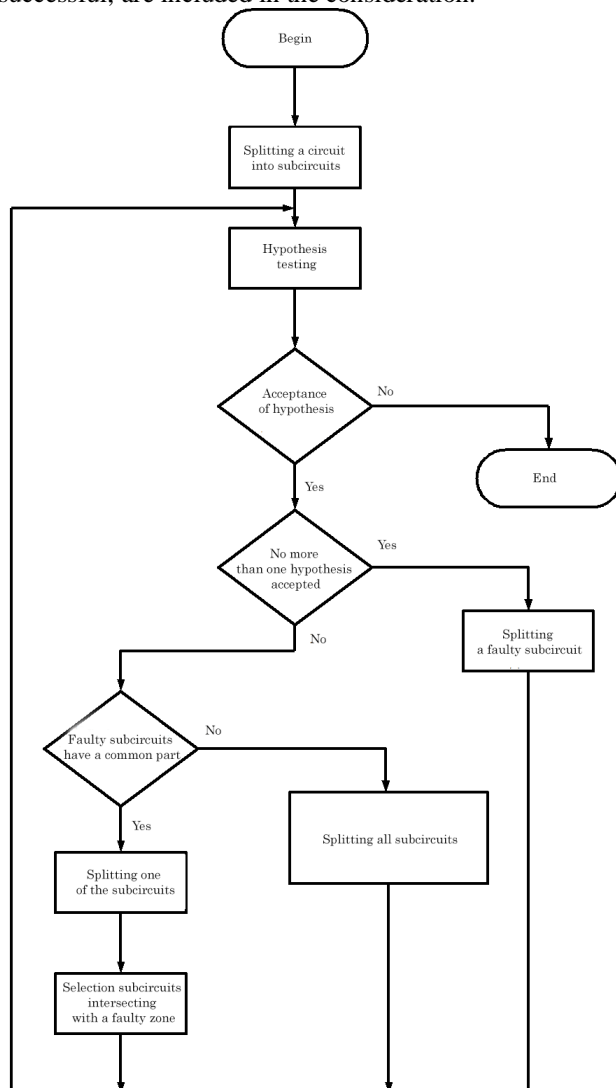 successful, are included in the consideration.
Begin
Splitting a circuit
into subcircuits
Hypothesis
testing
Acceptance
of hypothesis
No
End
Yes
No more
than one hypothesis
accepted
Yes
Splitting
a faulty subcircuit
No
Faulty subcircuits
have a common part
No
Splitting all subcircuits
Yes
Splitting one
of the subcircuits
Selection subcircuits
intersecting
with a faulty zone